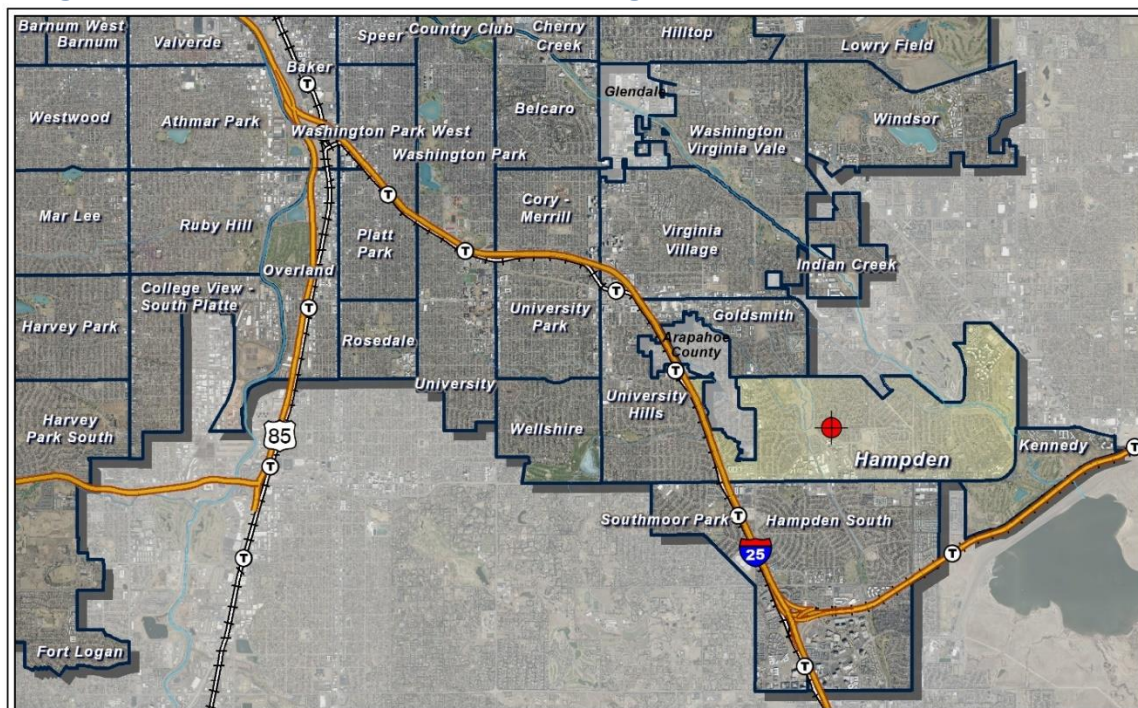 Barnum West
Barnum
Valverde
Speer
Country Club
Cherry
Creek
Hilltop
Lowry Field
Baker
T
Glendale
Westwood
Athmar Park
Washington Park West
Washington Park
Belcaro
Washington
Virginia Vale
Windsor
T
Mar Lee
Ruby Hill
Platt
Park
Cory -
Merrill
Virginia
Village
T
Indian Creek
Overland
College View -
South Platte
T
T
Harvey Park
University
Park
Goldsmith
Rosedale
Arapahoe
County
T
University
University
Hills
Harvey
Park South
Wellshire
85
Hampden
Kennedy
T
T
Southmoor Park
T
Hampden South
25
T
T
Fort Logan
T